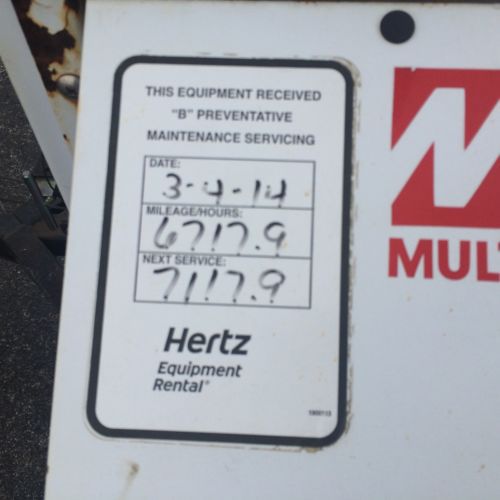 THIS EQUIPMENT RECEIVED
"B" PREVENTATIVE
MAINTENANCE SERVICING
DATE:
3-4-14
MILEAGE/HOURS:
6717.9
NEXT SERVICE:
7117.9
Hertz
Equipment
Rental®
MUL